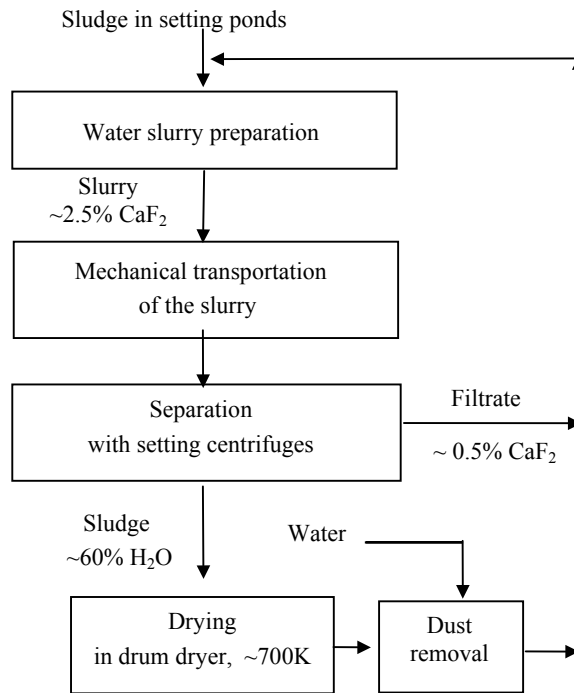 Sludge in setting ponds
Water slurry preparation
Slurry
~2.5% CaF₂
Mechanical transportation
of the slurry
Separation
with setting centrifuges
Filtrate
~ 0.5% CaF₂
Sludge
~60% H₂O
Water
Drying
in drum dryer, ~700K
Dust
removal